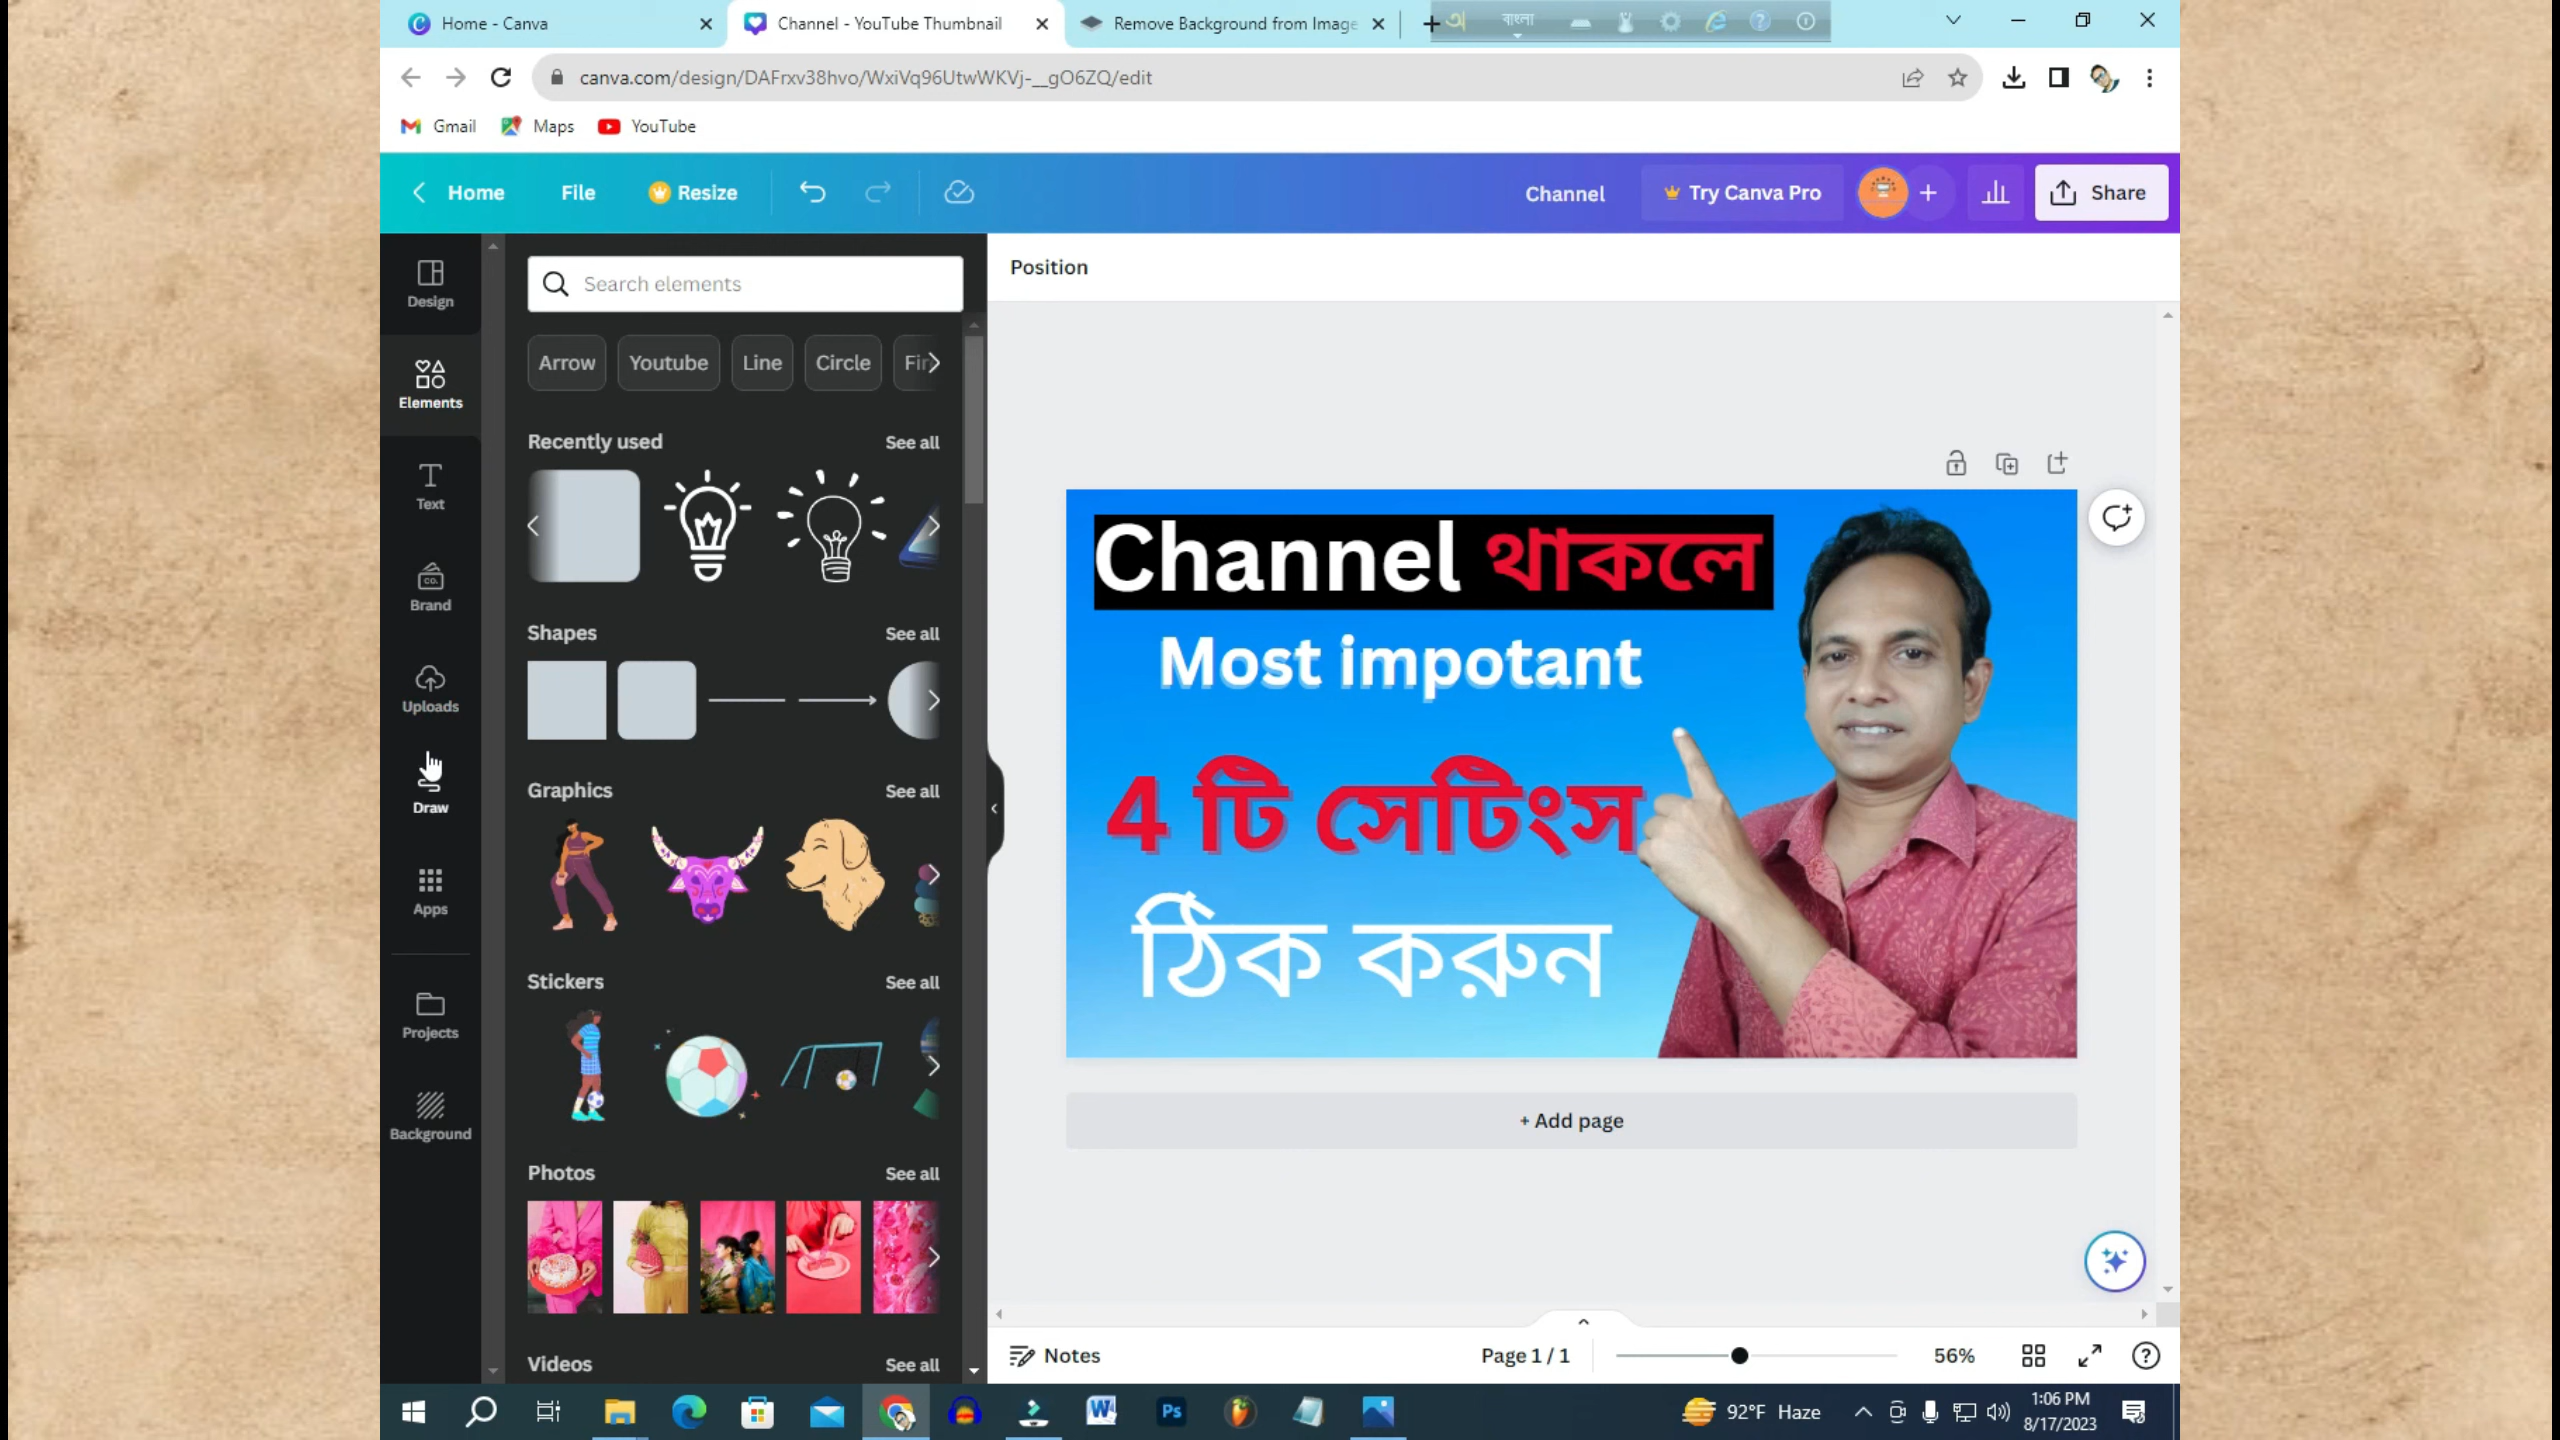 Home - Canva
Channel - YouTube Thumbnail
Remove Background from Image
বাংলা
canva.com/design/DAFrxv38hvo/WxiVq96UtwWKVj-__gO6ZQ/edit
Gmail
Maps
YouTube
Home
File
Resize
Channel
Try Canva Pro
Share
Design
Elements
Text
Brand
Uploads
Draw
Apps
Projects
Background
Search elements
Arrow
Youtube
Line
Circle
Recently used
See all
Shapes
See all
Graphics
See all
Stickers
See all
Photos
See all
Videos
See all
Position
Channel থাকলে
Most impotant
4 টি সেটিংস
ঠিক করুন
+ Add page
Notes
Page 1 / 1
56%
92°F Haze
1:06 PM
8/17/2023